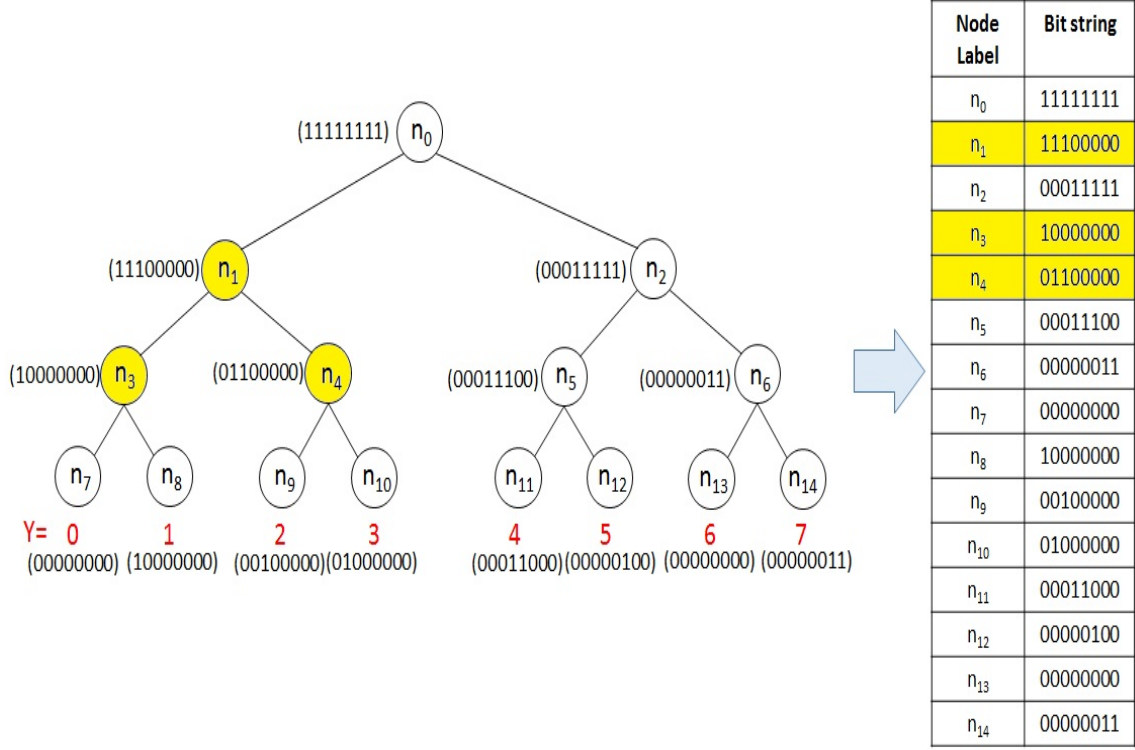 (11111111) n0
(11100000) n1
(00011111) n2
(10000000) n3
(01100000) n4
(00011100) n5
(00000011) n6
n7 n8 n9 n10 n11 n12 n13 n14
Y= 0 1 2 3 4 5 6 7
(00000000) (10000000) (00100000) (01000000) (00011000) (00000100) (00000000) (00000011)
Node Label Bit string
n0 11111111
n1 11100000
n2 00011111
n3 10000000
n4 01100000
n5 00011100
n6 00000011
n7 00000000
n8 10000000
n9 00100000
n10 01000000
n11 00011000
n12 00000100
n13 00000000
n14 00000011